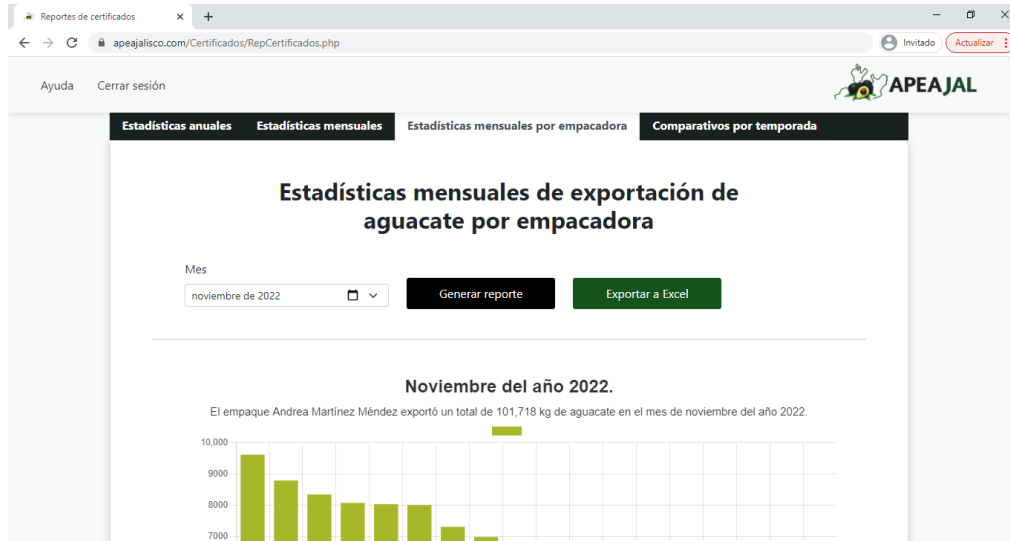 Reportes de certificados
apeajalisco.com/Certificados/RepCertificados.php
Invitado
Actualizar
Ayuda
Cerrar sesión
APEAJAL
Estadísticas anuales
Estadísticas mensuales
Estadísticas mensuales por empacadora
Comparativos por temporada
Estadísticas mensuales de exportación de
aguacate por empacadora
Mes
noviembre de 2022
Generar reporte
Exportar a Excel
Noviembre del año 2022.
El empaque Andrea Martínez Méndez exportó un total de 101,718 kg de aguacate en el mes de noviembre del año 2022.
10,000
9000
8000
7000